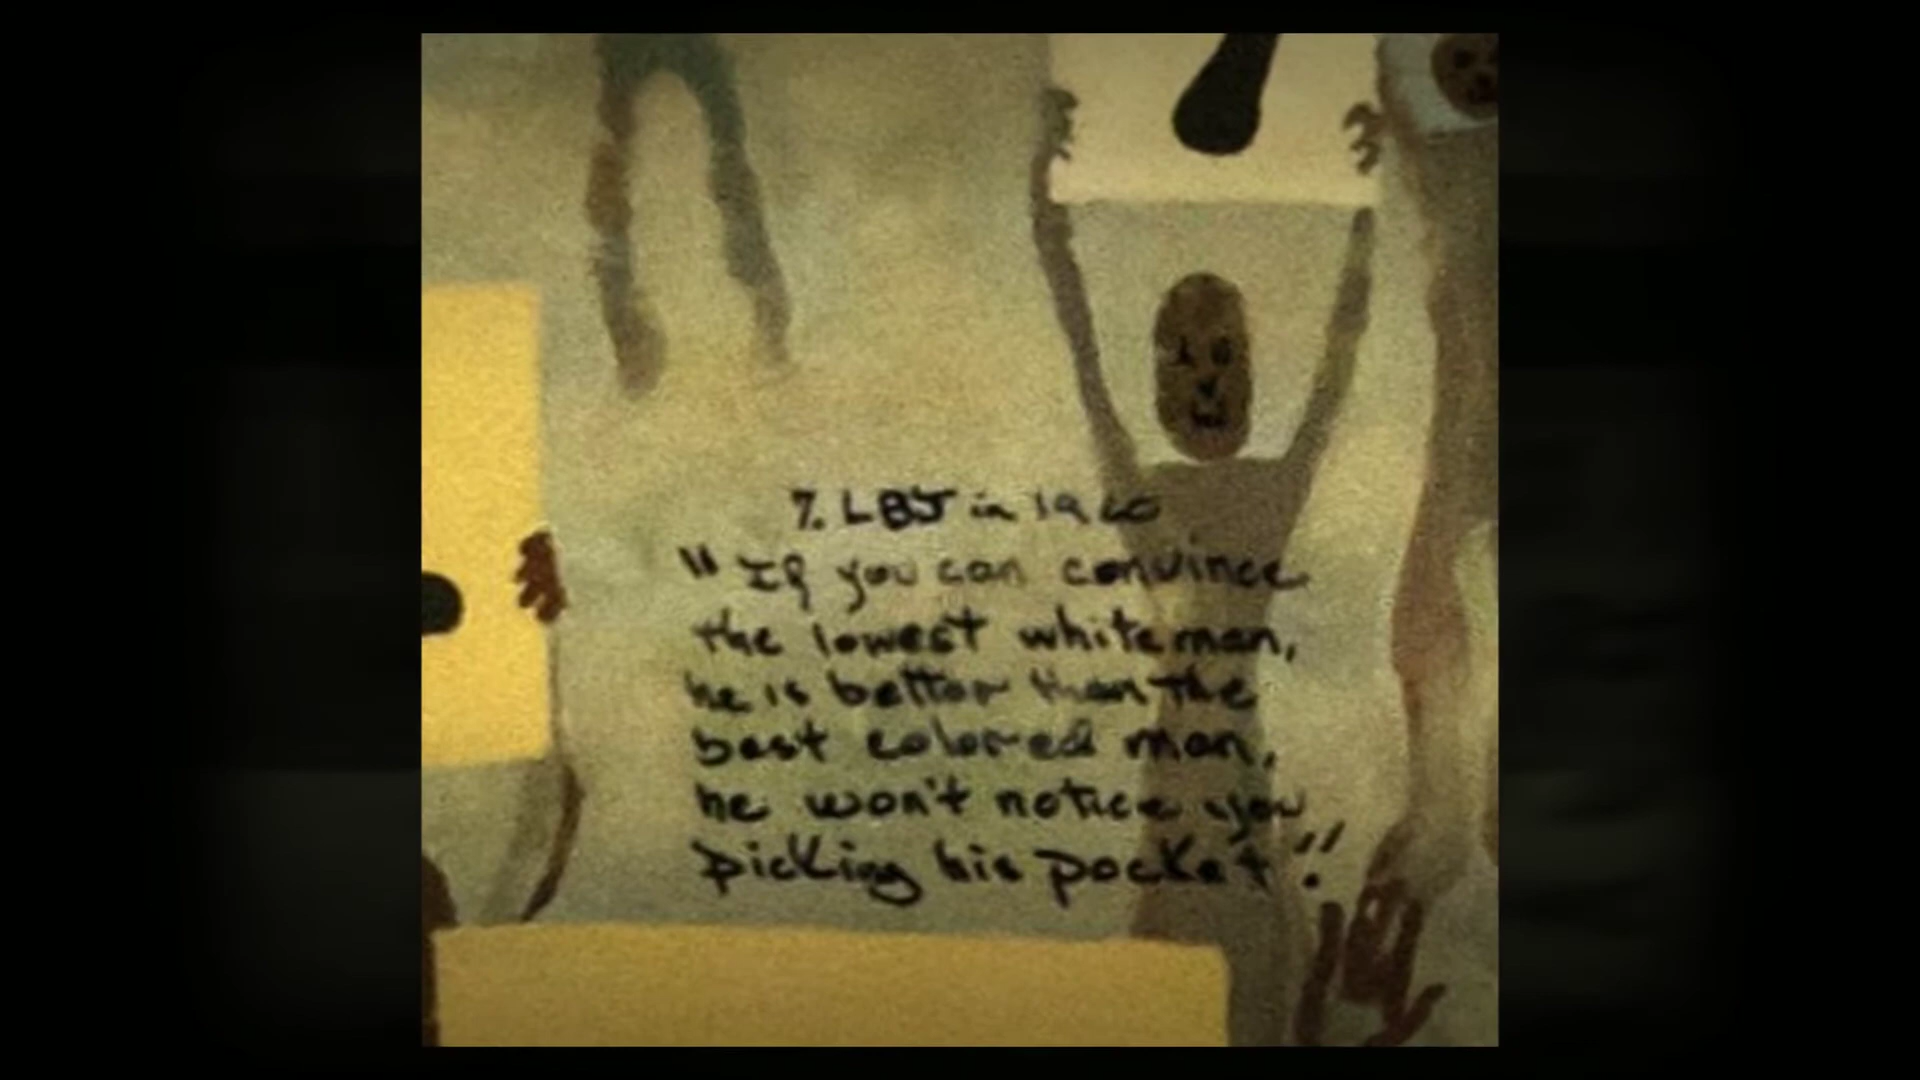 7. LBJ in 1960
"If you can convince
the lowest white man,
he is better than the
best colored man,
he won't notice you
picking his pocket".